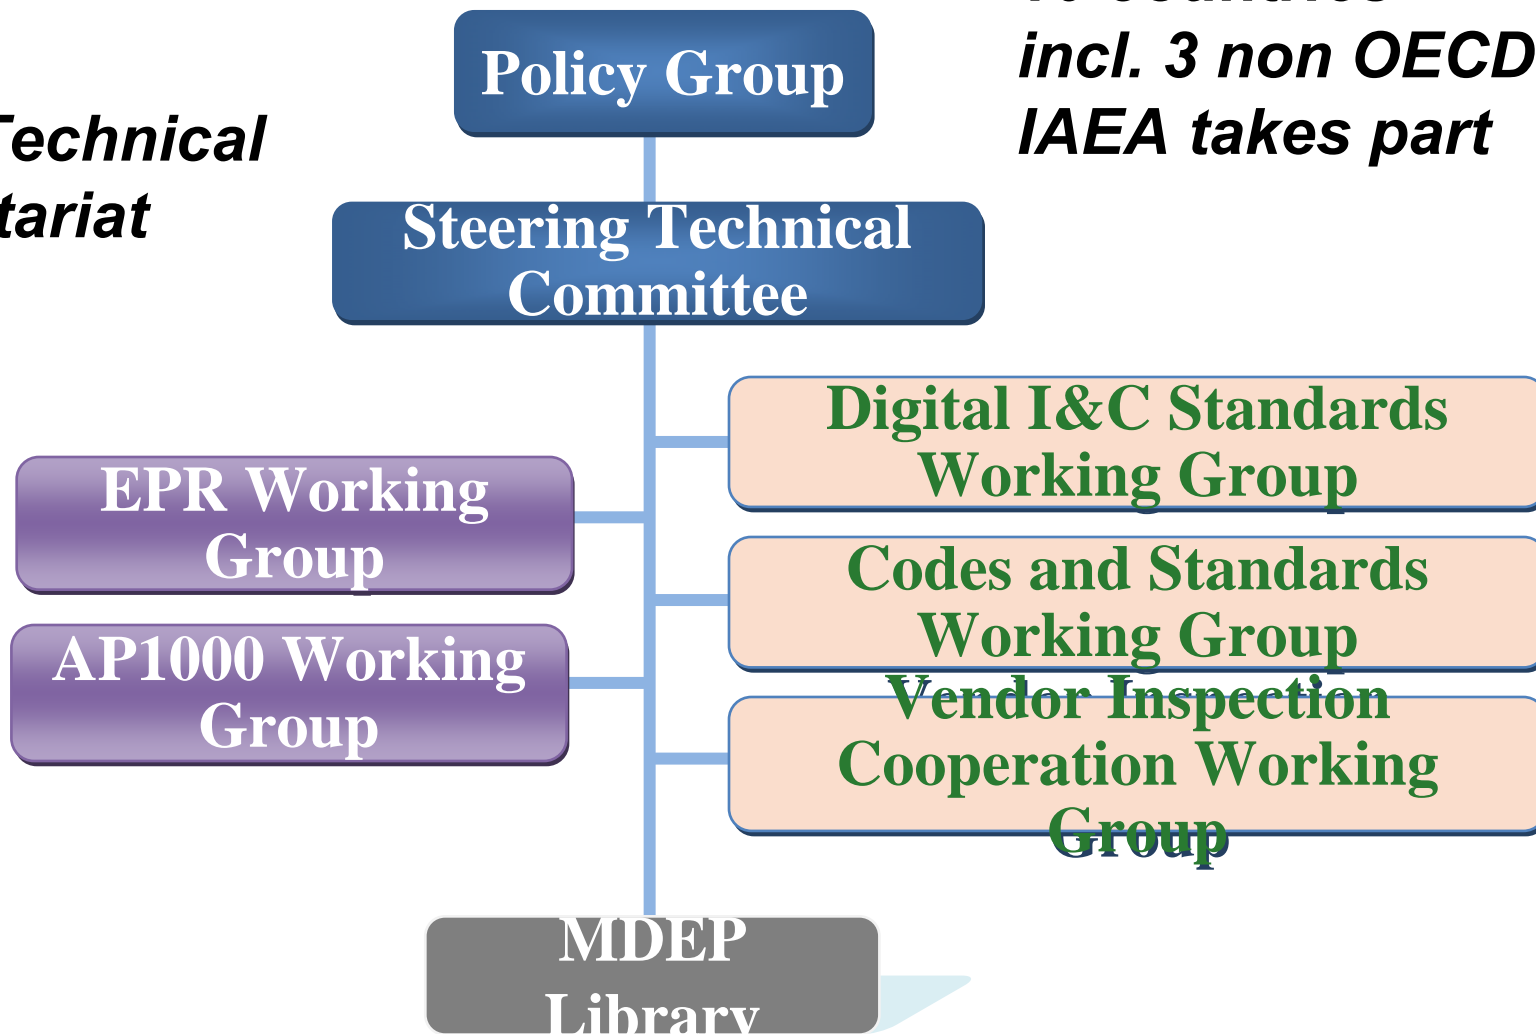 Policy Group
countries
incl. 3 non OECD
IAEA takes part
Technical
Steering Technical
Committee
Digital I&C Standards
Working Group
EPR Working
Group
Codes and Standards
Working Group
AP1000 Working
Group
Vendor Inspection
Cooperation Working
Group
MDEP
Library